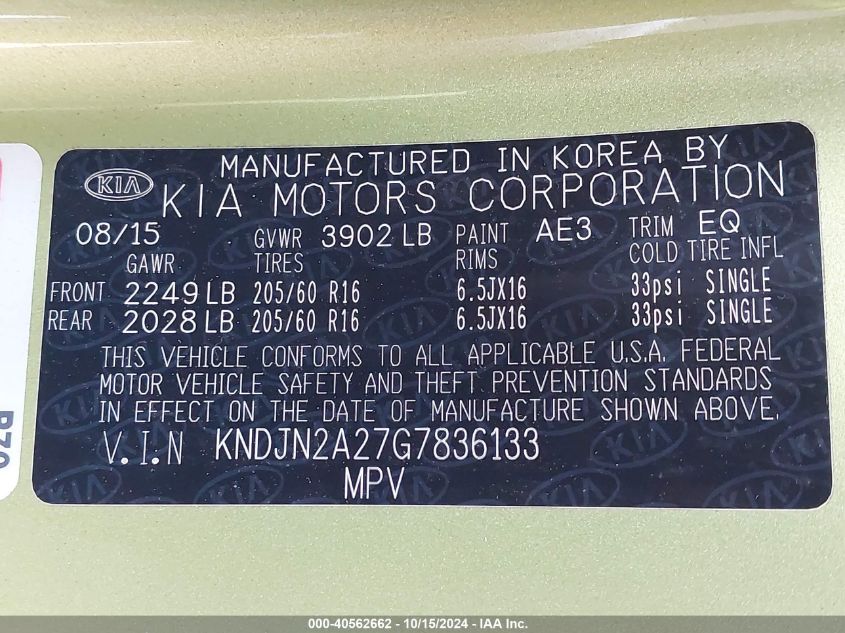 MANUFACTURED IN KOREA BY
KIA KIA MOTORS CORPORATION
08/15 GVWR 3902 LB PAINT AE3 TRIM EQ
GAWR TIRES RIMS COLD TIRE INFL
FRONT 2249 LB 205/60 R16 6.5JX16 33psi SINGLE
REAR 2028 LB 205/60 R16 6.5JX16 33psi SINGLE
THIS VEHICLE CONFORMS TO ALL APPLICABLE U.S.A. FEDERAL
MOTOR VEHICLE SAFETY AND THEFT PREVENTION STANDARDS
IN EFFECT ON THE DATE OF MANUFACTURE SHOWN ABOVE.
V.I.N KNDJN2A27G7836133
MPV
000-40562662 - 10/15/2024 - IAA Inc.